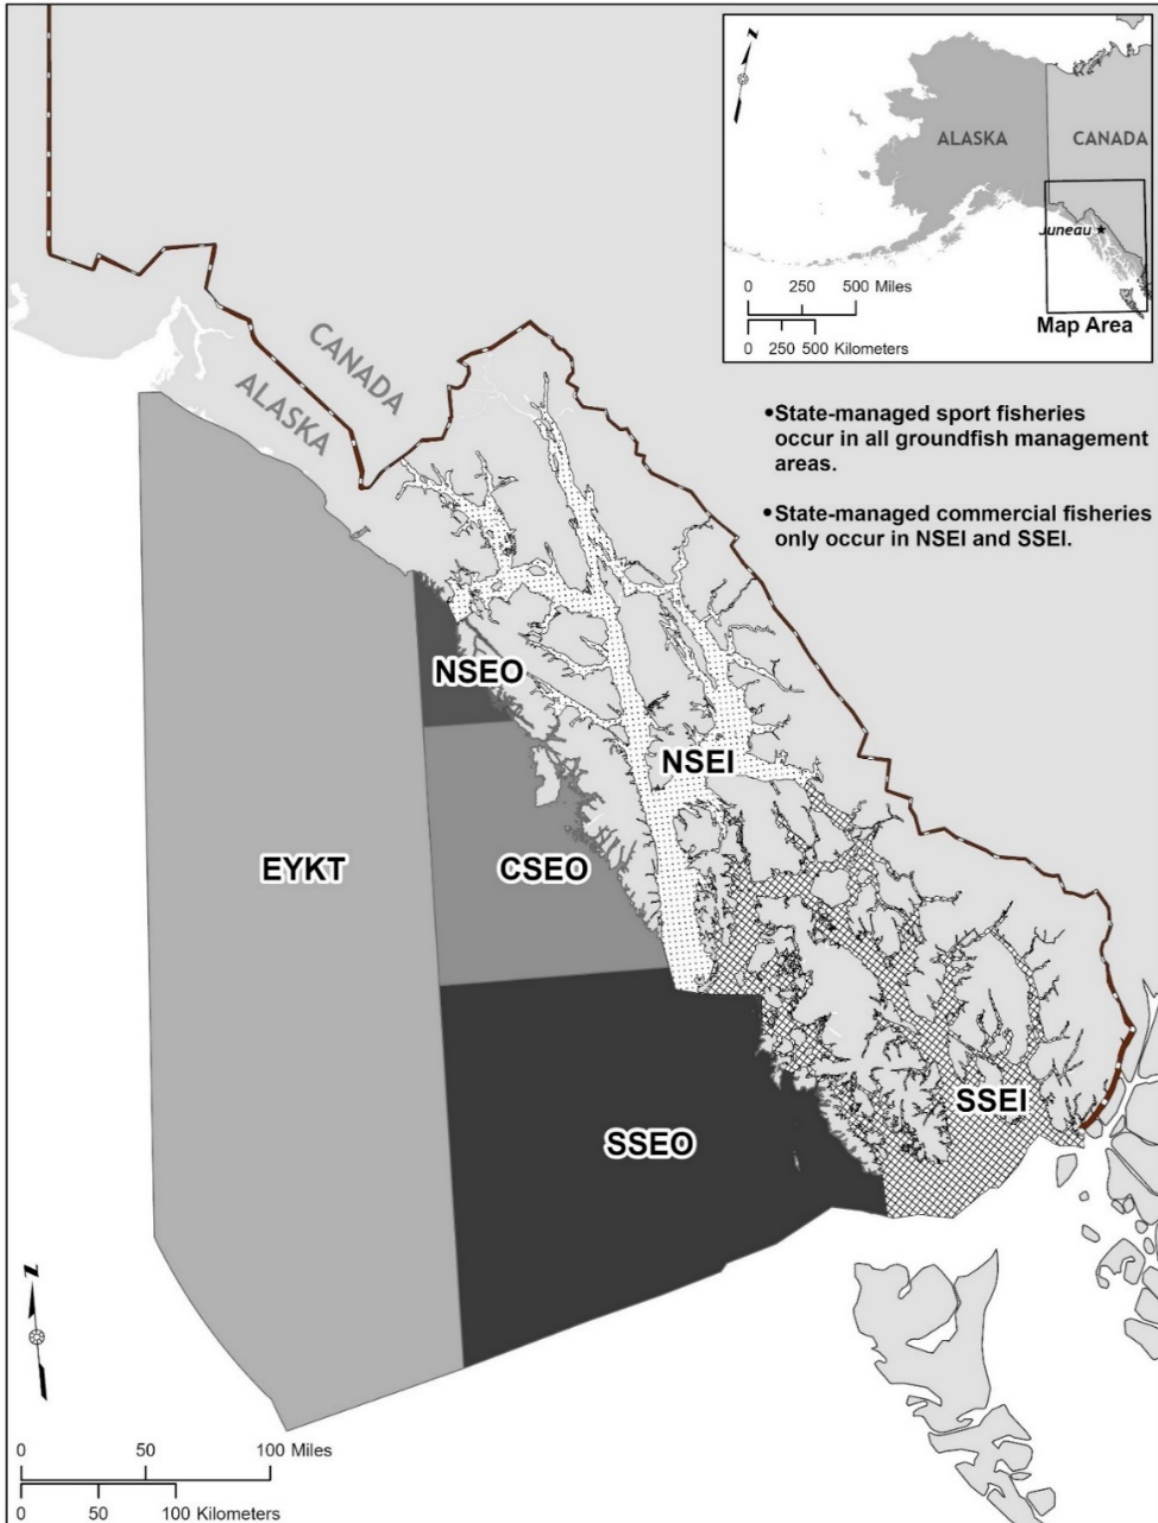 N
ALASKA
CANADA
Juneau
0 250 500 Miles
0 250 500 Kilometers
Map Area
•State-managed sport fisheries
occur in all groundfish management
areas.
•State-managed commercial fisheries
only occur in NSEI and SSEI.
CANADA
ALASKA
NSEO
NSEI
EYKT
CSEO
SSEI
SSEO
N
0 50 100 Miles
0 50 100 Kilometers